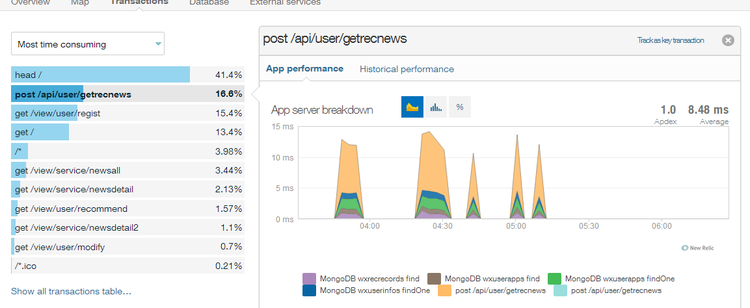 Overview Map Transactions Database External services
Most time consuming
head / 41.4%
post /api/user/getrecnews 16.6%
get /view/user/regist 15.4%
get / 13.4%
/* 3.98%
get /view/service/newsall 3.44%
get /view/service/newsdetail 2.13%
get /view/user/recommend 1.57%
get /view/service/newsdetail2 1.1%
get /view/user/modify 0.7%
/*.ico 0.21%
Show all transactions table…
post /api/user/getrecnews Track as key transaction
App performance Historical performance
App server breakdown % 1.0 8.48 ms
Apdex Average
15 ms
10 ms
5 ms
0 ms
04:00 04:30 05:00 05:30 06:00
New Relic
MongoDB wxrecrecords find MongoDB wxuserapps find MongoDB wxuserapps findOne
MongoDB wxuserinfos findOne post /api/user/getrecnews post /api/user/getrecnews